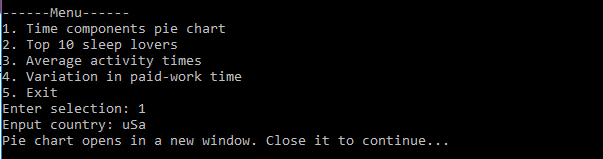 ------Menu------
1. Time components pie chart
2. Top 10 sleep lovers
3. Average activity times
4. Variation in paid-work time
5. Exit
Enter selection: 1
Enput country: uSa
Pie chart opens in a new window. Close it to continue...